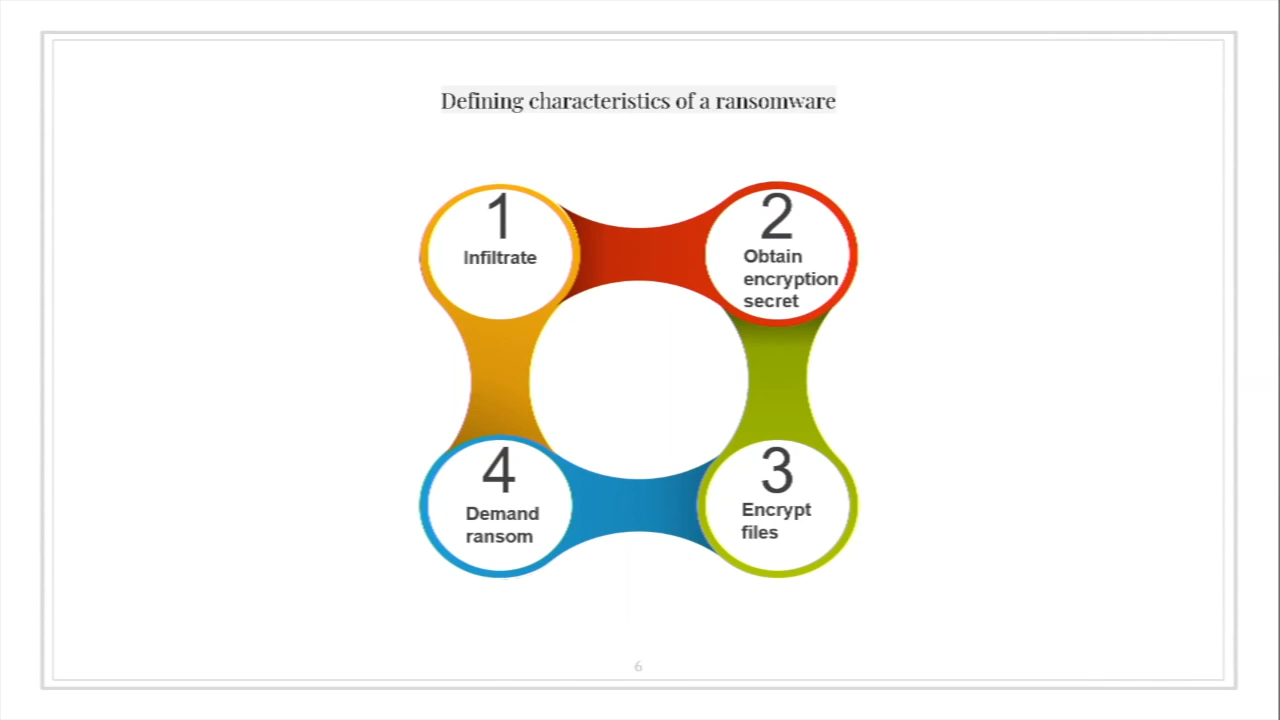 Defining characteristics of a ransomware
1
Infiltrate
2
Obtain
encryption
secret
4
Demand
ransom
3
Encrypt
files
6